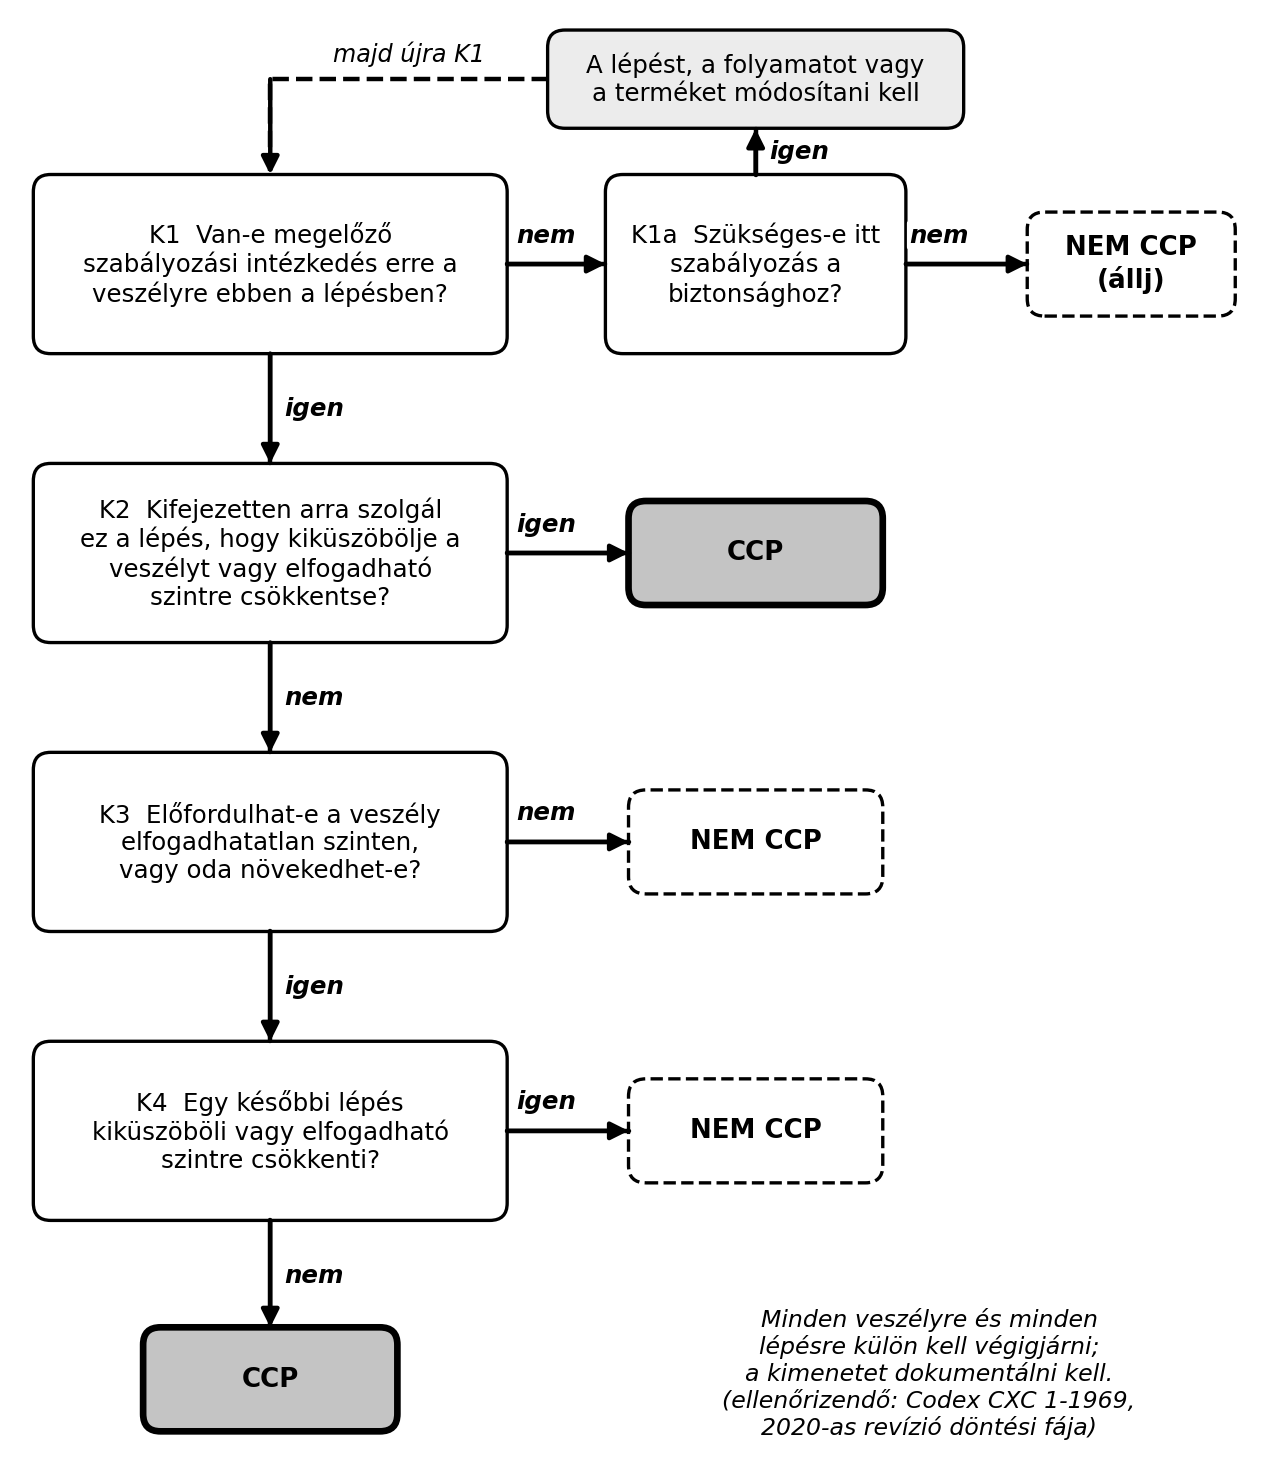 majd újra K1
A lépést, a folyamatot vagy
a terméket módosítani kell
igen
K1  Van-e megelőző
szabályozási intézkedés erre a
veszélyre ebben a lépésben?
nem
K1a  Szükséges-e itt
szabályozás a
biztonsághoz?
nem
NEM CCP
(állj)
igen
K2  Kifejezetten arra szolgál
ez a lépés, hogy kiküszöbölje a
veszélyt vagy elfogadható
szintre csökkentse?
igen
CCP
nem
K3  Előfordulhat-e a veszély
elfogadhatatlan szinten,
vagy oda növekedhet-e?
nem
NEM CCP
igen
K4  Egy későbbi lépés
kiküszöböli vagy elfogadható
szintre csökkenti?
igen
NEM CCP
nem
CCP
Minden veszélyre és minden
lépésre külön kell végigjárni;
a kimenetet dokumentálni kell.
(ellenőrizendő: Codex CXC 1-1969,
2020-as revízió döntési fája)